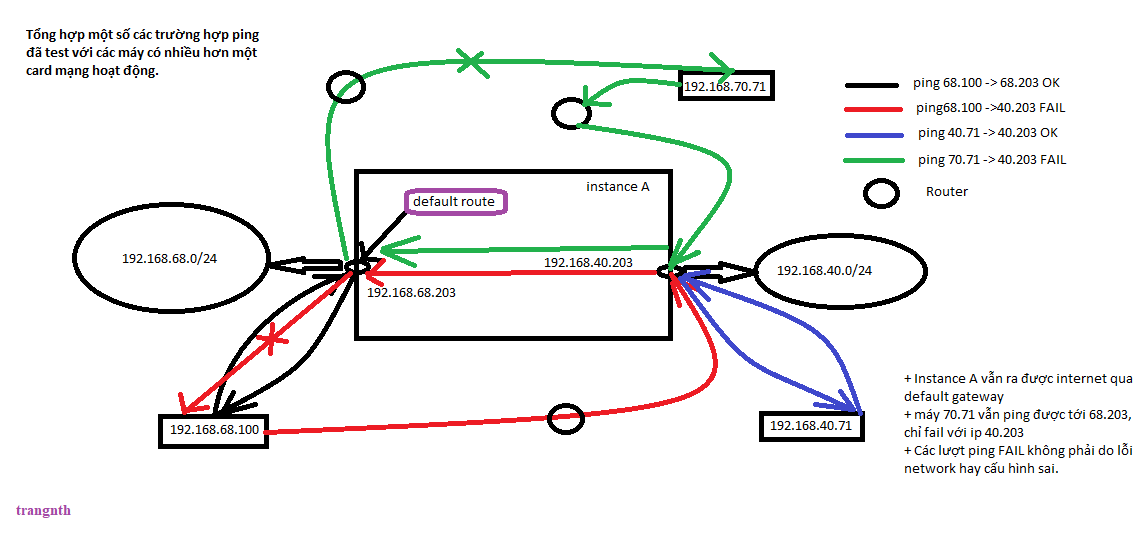 Tổng hợp một số các trường hợp ping
đã test với các máy có nhiều hơn một
card mạng hoạt động.
192.168.70.71
ping 68.100 -> 68.203 OK
ping68.100 ->40.203 FAIL
ping 40.71 -> 40.203 OK
ping 70.71 -> 40.203 FAIL
Router
instance A
default route
192.168.68.0/24
192.168.40.203
192.168.40.0/24
192.168.68.203
192.168.68.100
192.168.40.71
+ Instance A vẫn ra được internet qua
default gateway
+ máy 70.71 vẫn ping được tới 68.203,
chỉ fail với ip 40.203
+ Các lượt ping FAIL không phải do lỗi
network hay cấu hình sai.
trangnth